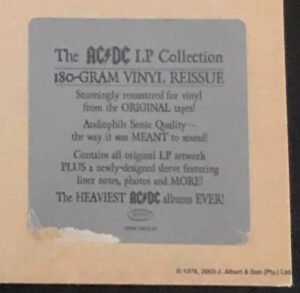 The AC/DC LP Collection
180-GRAM VINYL REISSUE
Stunningly remastered for vinyl
from the ORIGINAL tapes!
Audiophile Sonic Quality –
the way it was MEANT to sound!
Contains all original LP artwork
PLUS a newly-designed sleeve featuring
liner notes, photos and MORE!
The HEAVIEST AC/DC albums EVER!
© 1976, 2003 J. Albert & Son (Pty.) Ltd.